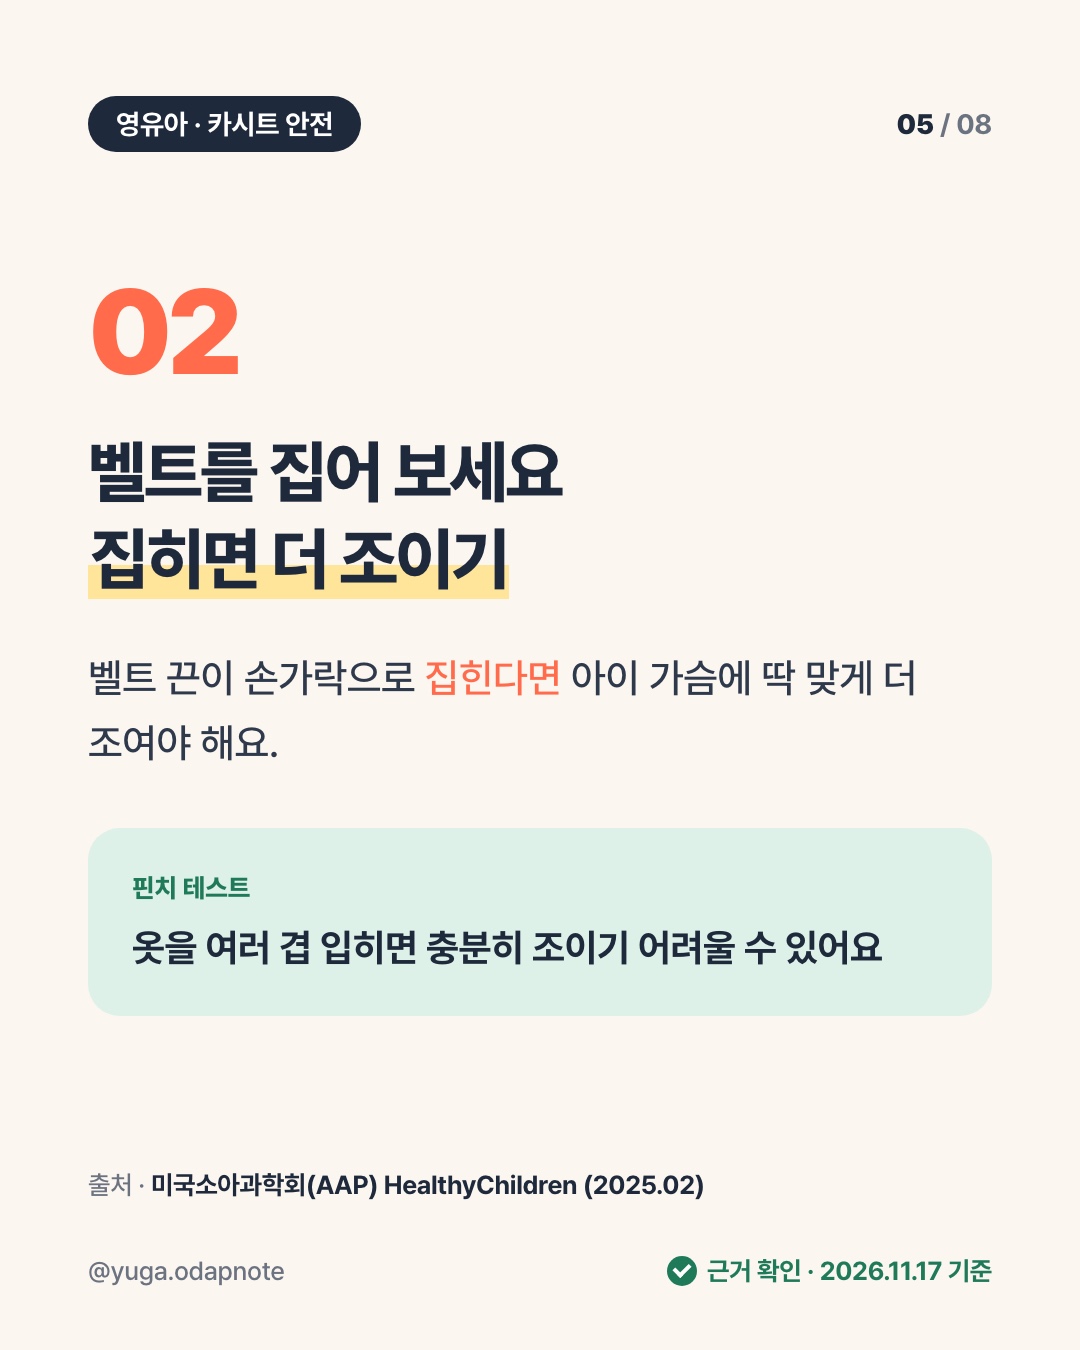 영유아 · 카시트 안전
05 / 08
02
벨트를 집어 보세요
집히면 더 조이기
벨트 끈이 손가락으로 집힌다면 아이 가슴에 딱 맞게 더
조여야 해요.
핀치 테스트
옷을 여러 겹 입히면 충분히 조이기 어려울 수 있어요
출처 · 미국소아과학회(AAP) HealthyChildren (2025.02)
@yuga.odapnote
근거 확인 · 2026.11.17 기준